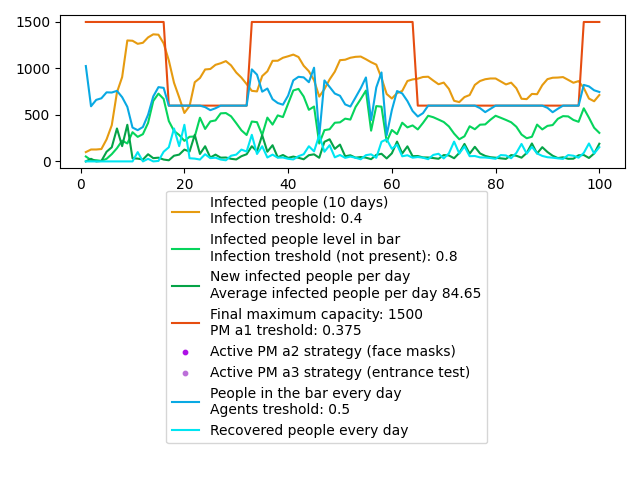 1500
1000
500
0
0 20 40 60 80 100
Infected people (10 days)
Infection treshold: 0.4
Infected people level in bar
Infection treshold (not present): 0.8
New infected people per day
Average infected people per day 84.65
Final maximum capacity: 1500
PM a1 treshold: 0.375
Active PM a2 strategy (face masks)
Active PM a3 strategy (entrance test)
People in the bar every day
Agents treshold: 0.5
Recovered people every day